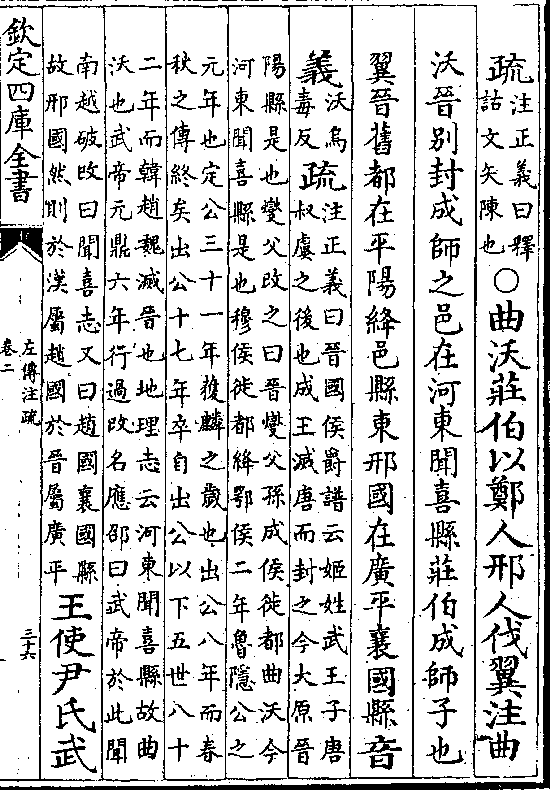 疏注正義曰釋
詁文矢陳也○曲沃莊伯以鄭人邢人伐翼注曲
沃晉别封成師之邑在河東聞喜縣莊伯成師子也
翼晉舊都在平陽絳邑縣東邢國在廣平襄國縣音
義沃烏
毒反疏注正義曰晉國侯爵譜云姬姓武王子唐
叔虞之後也成王滅唐而封之今大原晉
陽縣是也燮父改之曰晉燮父孫成侯徙都曲沃今
河東聞喜縣是也穆侯徙都絳鄂侯二年魯隱公之
元年也定公三十一年獲麟之歲也出公八年而春
秋之傳終矣出公十七年卒自出公以下五世八十
二年而韓趙魏滅晉也地理志云河東聞喜縣故曲
沃也武帝元鼎六年行過改名應邵曰武帝於此聞
南越破改曰聞喜志又曰趙國襄國縣
故邢國然則於漢屬趙國於晉屬廣平王使尹氏武
欽定四庫全書
左傳注疏
卷二
三十六